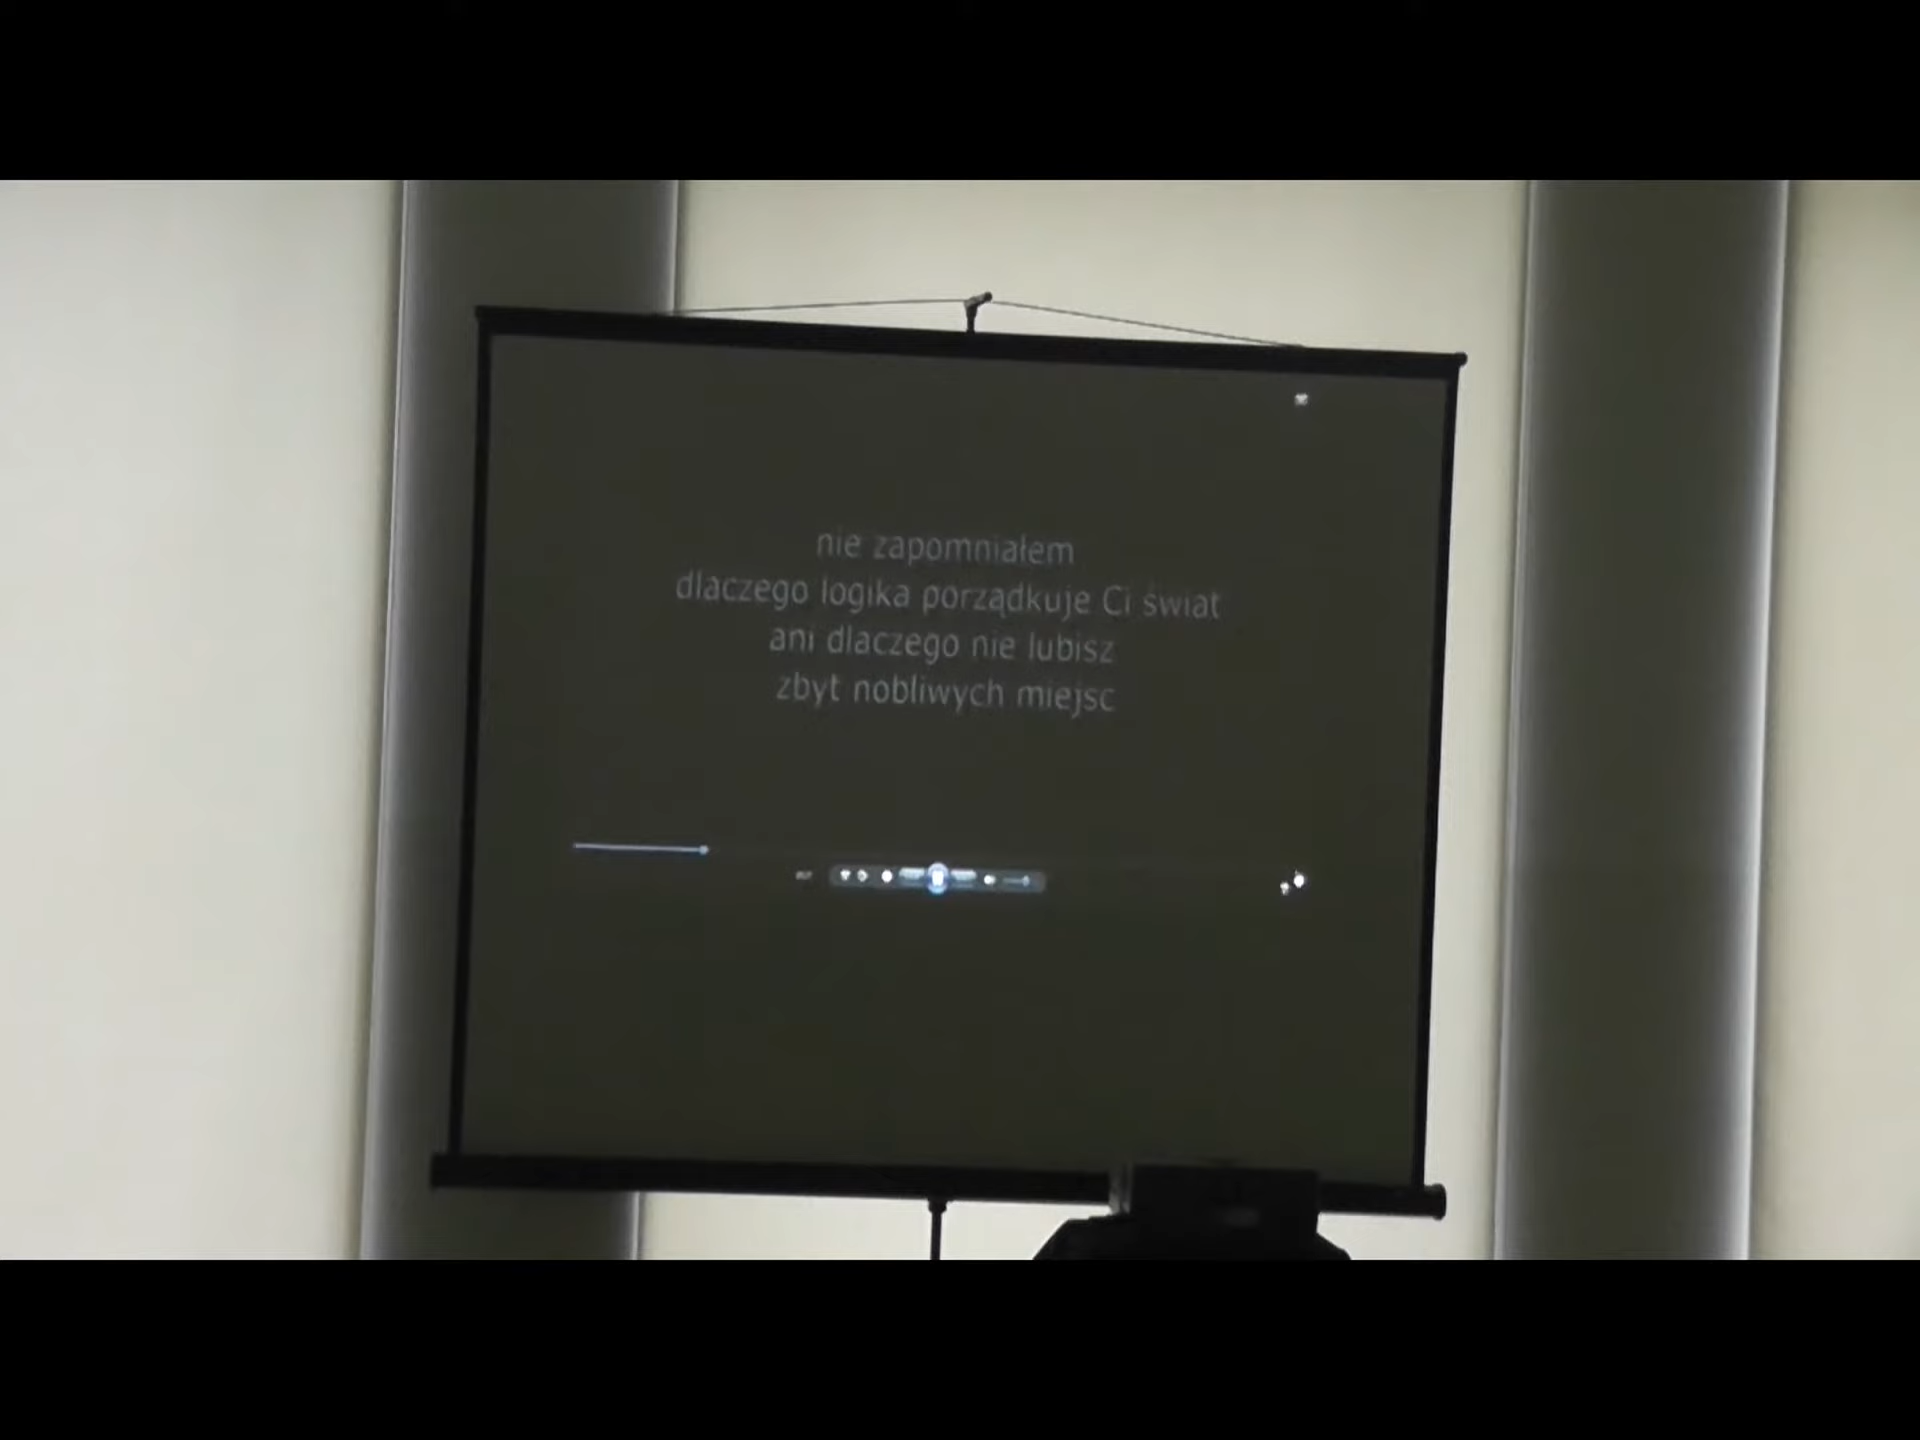 nie zapomniałem
dlaczego logika porządkuje Ci świat
ani dlaczego nie lubisz
zbyt nobliwych miejsc